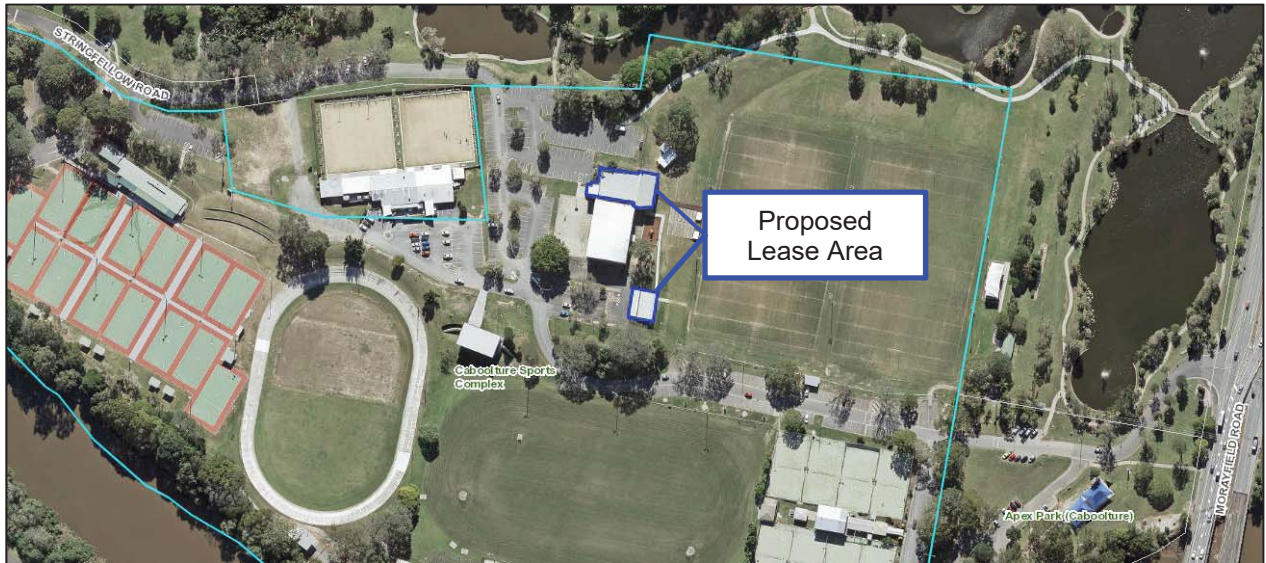 STRINGFELLOW ROAD
Proposed
Lease Area
Caboolture Sports
Complex
Apex Park (Caboolture)
MORAYFIELD ROAD